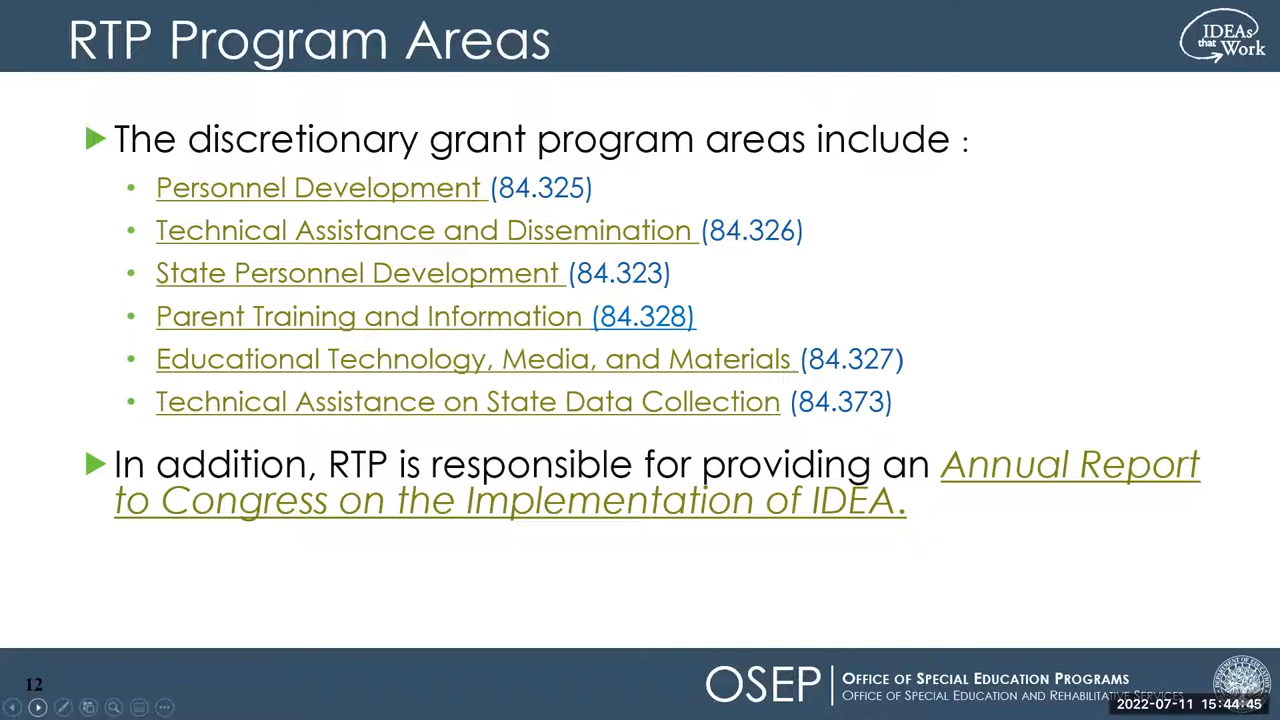 RTP Program Areas
IDEAs
that Work
The discretionary grant program areas include :
Personnel Development (84.325)
Technical Assistance and Dissemination (84.326)
State Personnel Development (84.323)
Parent Training and Information (84.328)
Educational Technology, Media, and Materials (84.327)
Technical Assistance on State Data Collection (84.373)
In addition, RTP is responsible for providing an Annual Report
to Congress on the Implementation of IDEA.
12
OSEP
OFFICE OF SPECIAL EDUCATION PROGRAMS
OFFICE OF SPECIAL EDUCATION AND REHABILITATIVE SERVICES
2022-07-11 15:44:45